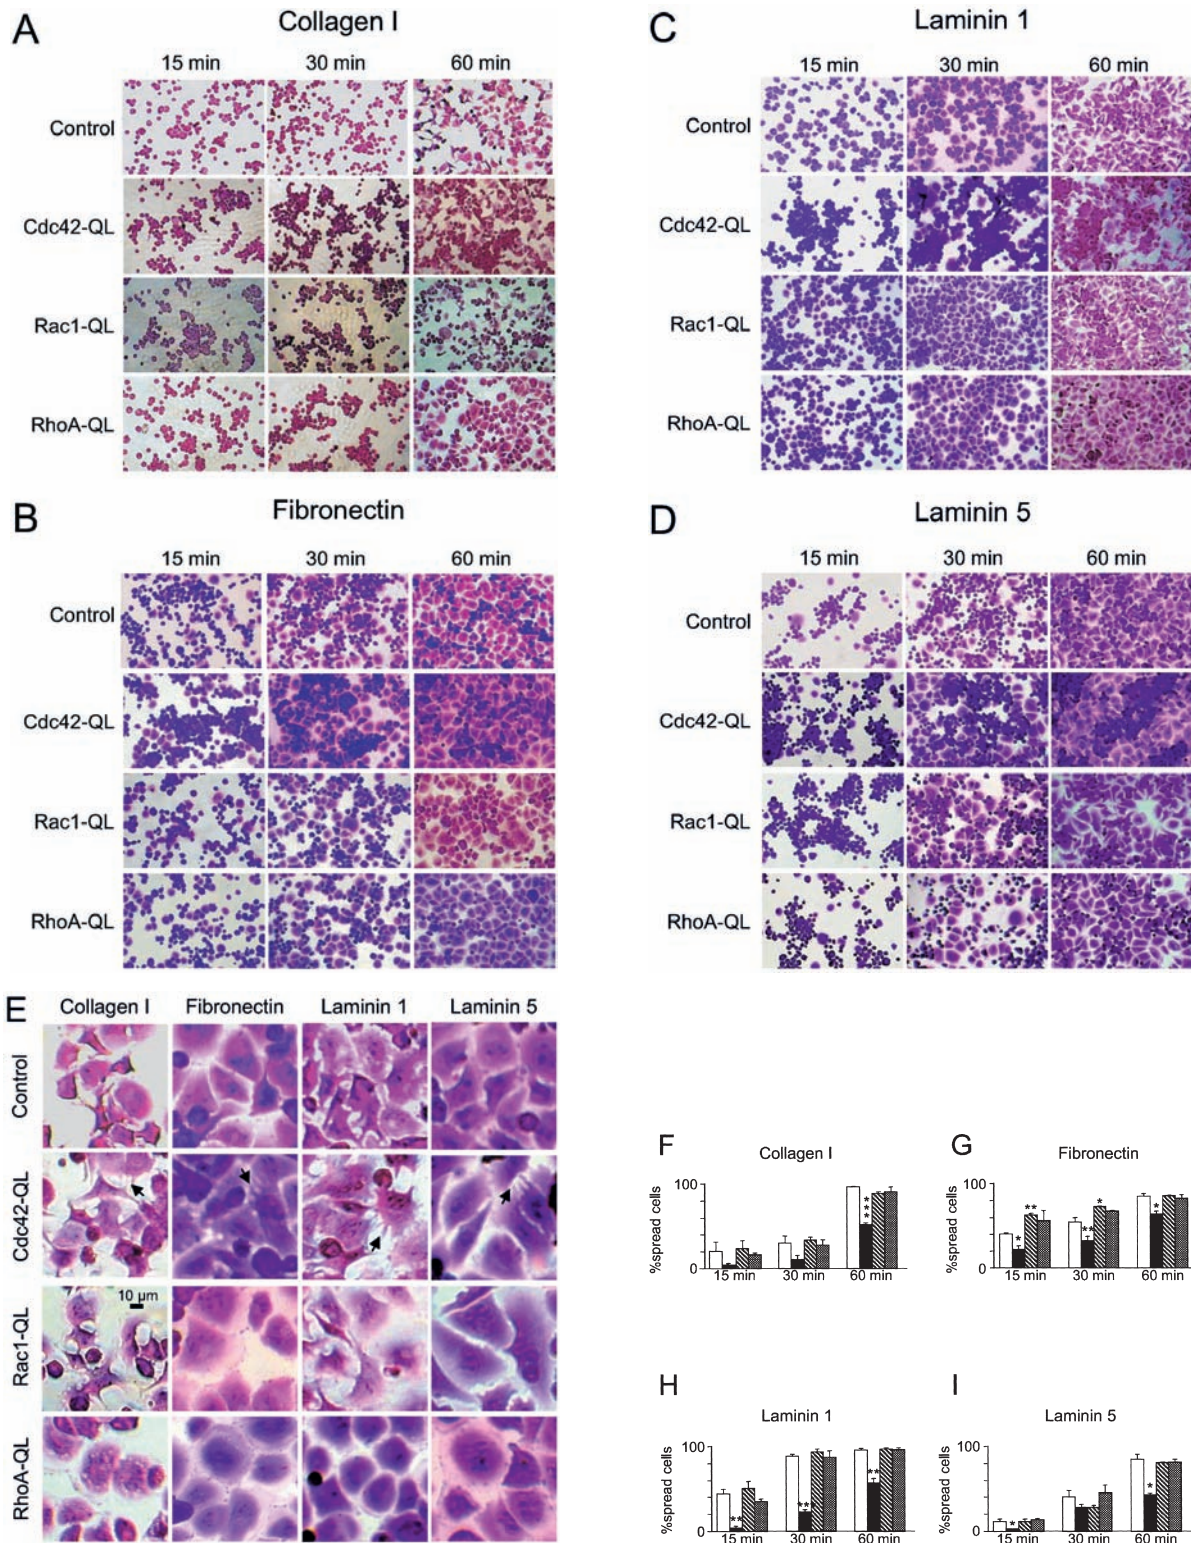 A
Collagen I
15 min 30 min 60 min
Control
Cdc42-QL
Rac1-QL
RhoA-QL
B
Fibronectin
15 min 30 min 60 min
Control
Cdc42-QL
Rac1-QL
RhoA-QL
C
Laminin 1
15 min 30 min 60 min
Control
Cdc42-QL
Rac1-QL
RhoA-QL
D
Laminin 5
15 min 30 min 60 min
Control
Cdc42-QL
Rac1-QL
RhoA-QL
E
Collagen I Fibronectin Laminin 1 Laminin 5
Control
Cdc42-QL
Rac1-QL
10 µm
RhoA-QL
F
Collagen I
100
%spread cells
0
***
15 min 30 min 60 min
G
Fibronectin
100
%spread cells
0
* ** ** * *
15 min 30 min 60 min
H
Laminin 1
100
%spread cells
0
** *** **
15 min 30 min 60 min
I
Laminin 5
100
%spread cells
0
* *
15 min 30 min 60 min